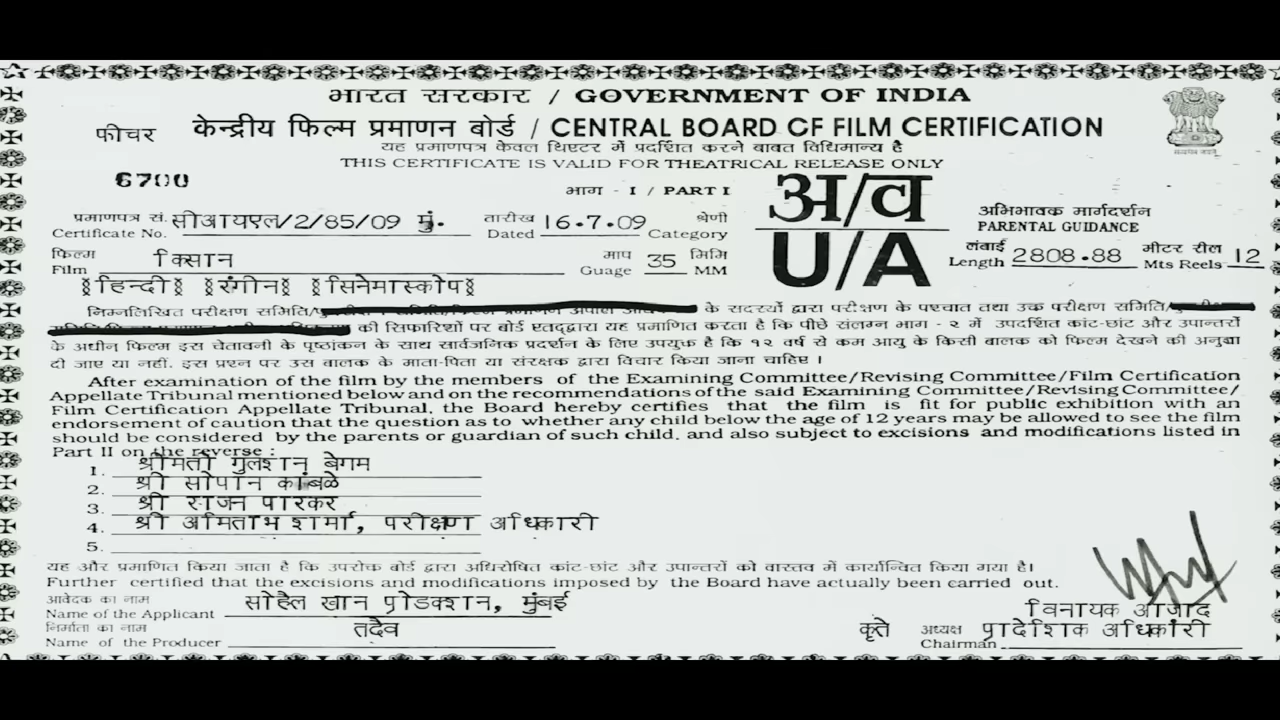 भारत सरकार / GOVERNMENT OF INDIA
फीचर केन्द्रीय फिल्म प्रमाणन बोर्ड / CENTRAL BOARD OF FILM CERTIFICATION
यह प्रमाणपत्र केवल थिएटर में प्रदर्शित करने बाबत विधिमान्य है
THIS CERTIFICATE IS VALID FOR THEATRICAL RELEASE ONLY
6700
भाग - I / PART I
अ/व
U/A
प्रमाणपत्र सं. सीआयएल/2/85/09 मुं. तारीख 16.7.09 श्रेणी
Certificate No. Dated Category
अभिभावक मार्गदर्शन
PARENTAL GUIDANCE
फिल्म किसान माप 35 मिमि
Film Guage MM
लंबाई 2808.88 मीटर रील 12
Length Mts Reels
हिन्दी रंगीन सिनेमास्कोप
निम्नलिखित परीक्षण समिति/ के सदस्यों द्वारा परीक्षण के पश्चात तथा उक्त परीक्षण समिति/
की सिफारिशों पर बोर्ड एतद्द्वारा यह प्रमाणित करता है कि पीछे संलग्न भाग - २ में उपदर्शित कांट-छांट और उपान्तरों
के अधीन फिल्म इस चेतावनी के पृष्ठांकन के साथ सार्वजनिक प्रदर्शन के लिए उपयुक्त है कि १२ वर्ष से कम आयु के किसी बालक को फिल्म देखने की अनुज्ञा
दी जाए या नहीं. इस प्रश्न पर उस बालक के माता-पिता या संरक्षक द्वारा विचार किया जाना चाहिए ।
After examination of the film by the members of the Examining Committee/Revising Committee/Film Certification
Appellate Tribunal mentioned below and on the recommendations of the said Examining Committee/Revising Committee/
Film Certification Appellate Tribunal, the Board hereby certifies that the film is fit for public exhibition with an
endorsement of caution that the question as to whether any child below the age of 12 years may be allowed to see the film
should be considered by the parents or guardian of such child. and also subject to excisions and modifications listed in
Part II on the reverse :
1. श्रीमती गुलशन बेगम
2. श्री सोपान कांबळे
3. श्री राजन पारकर
4. श्री अमिताभ शर्मा, परीक्षण अधिकारी
5.
यह और प्रमाणित किया जाता है कि उपरोक्त बोर्ड द्वारा अधिरोपित कांट-छांट और उपान्तरों को वास्तव में कार्यान्वित किया गया है।
Further certified that the excisions and modifications imposed by the Board have actually been carried out.
आवेदक का नाम सोहैल खान प्रोडक्शन, मुंबई
Name of the Applicant
विनायक आजाद
निर्माता का नाम तदैव
Name of the Producer
कृते अध्यक्ष प्रादेशिक अधिकारी
Chairman